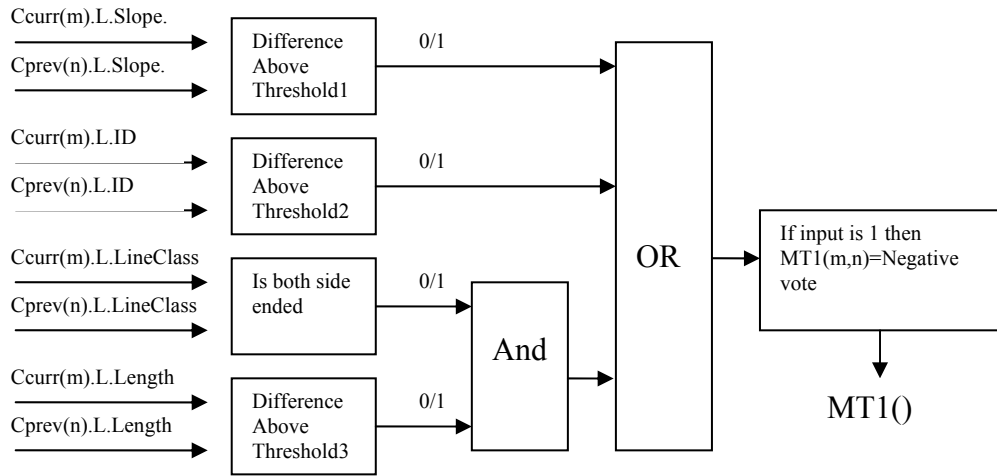 Ccurr(m).L.Slope.
Cprev(n).L.Slope.
Difference
Above
Threshold1
0/1
Ccurr(m).L.ID
Cprev(n).L.ID
Difference
Above
Threshold2
0/1
Ccurr(m).L.LineClass
Cprev(n).L.LineClass
Is both side
ended
0/1
Ccurr(m).L.Length
Cprev(n).L.Length
Difference
Above
Threshold3
0/1
And
OR
If input is 1 then
MT1(m,n)=Negative
vote
MT1()